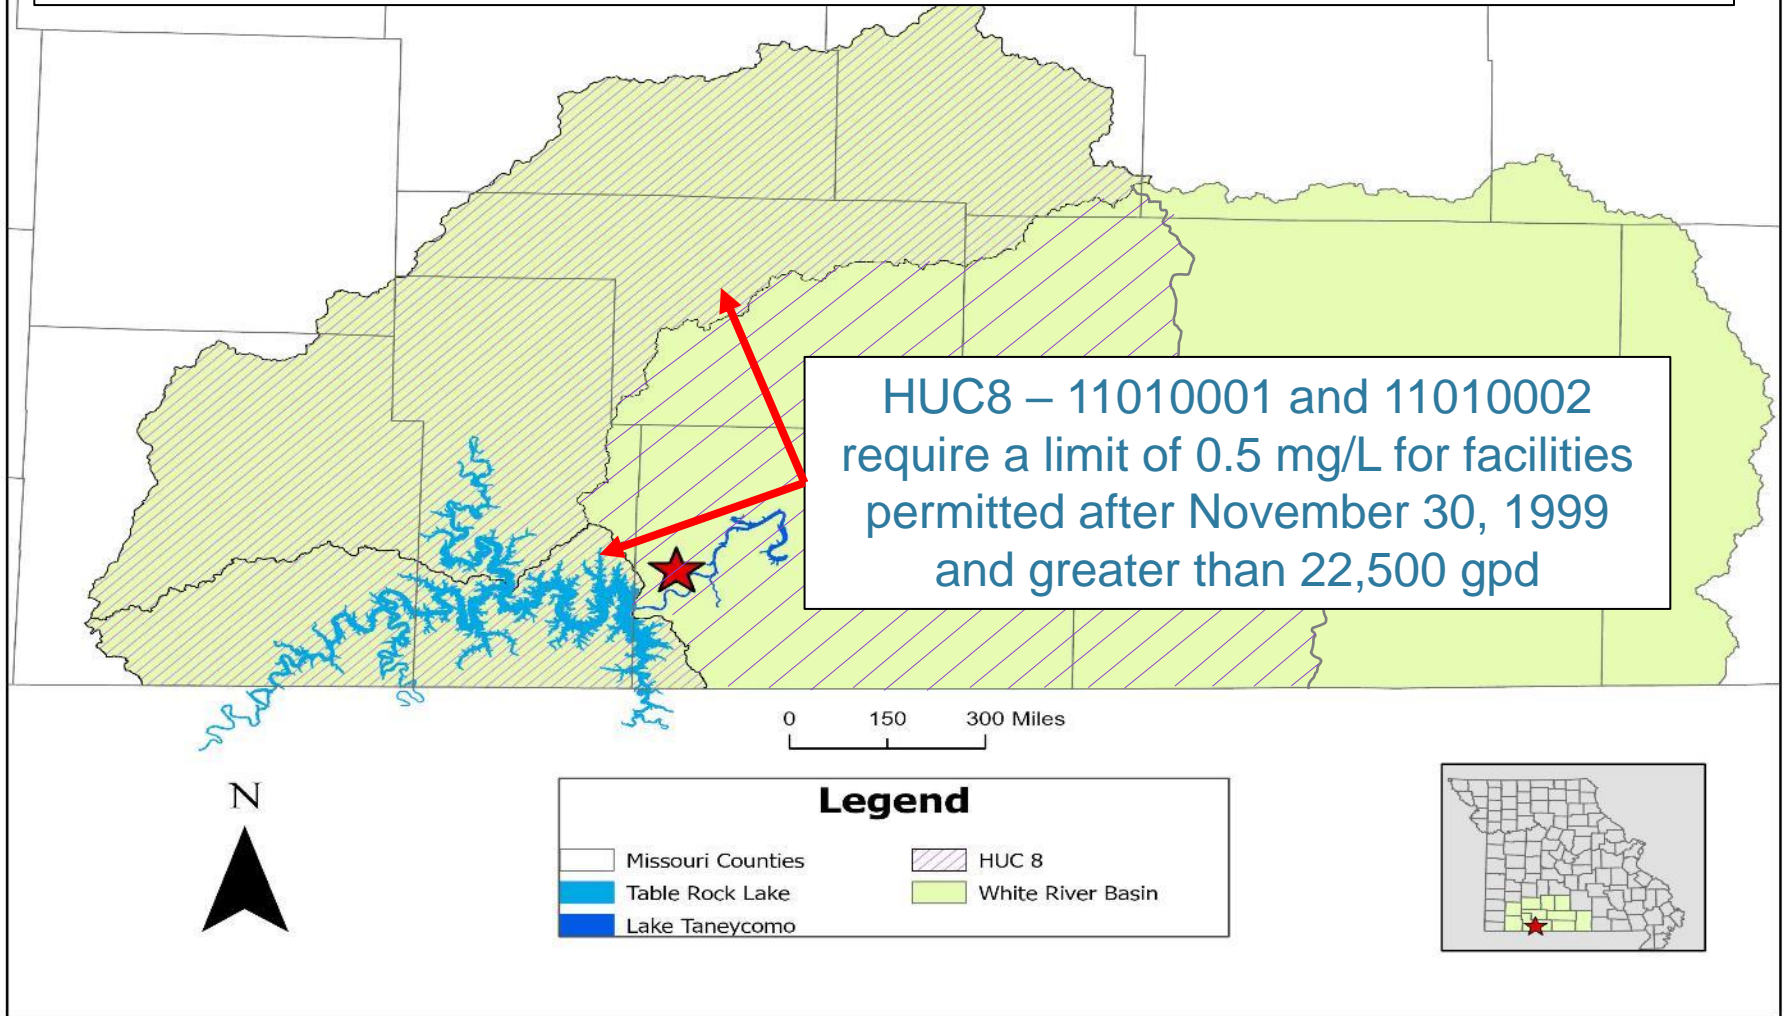 HUC8 – 11010001 and 11010002
require a limit of 0.5 mg/L for facilities
permitted after November 30, 1999
and greater than 22,500 gpd
0 150 300 Miles
N
Legend
Missouri Counties
HUC 8
Table Rock Lake
White River Basin
Lake Taneycomo